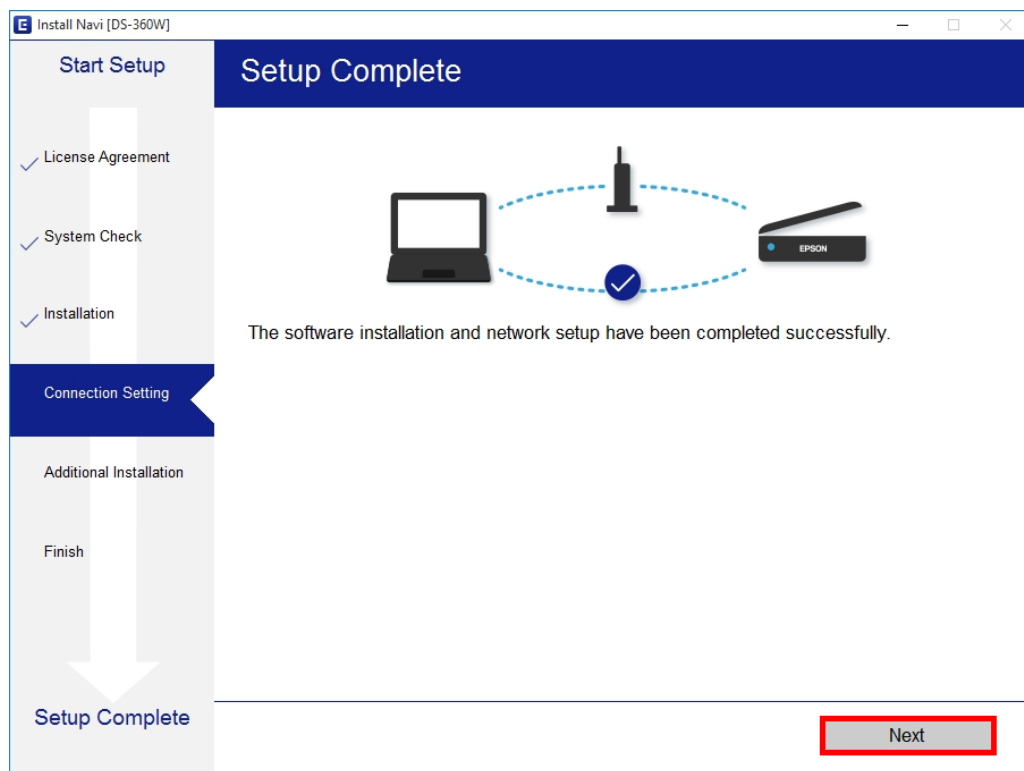 Install Navi [DS-360W]
Start Setup
Setup Complete
License Agreement
System Check
Installation
EPSON
The software installation and network setup have been completed successfully.
Connection Setting
Additional Installation
Finish
Setup Complete
Next